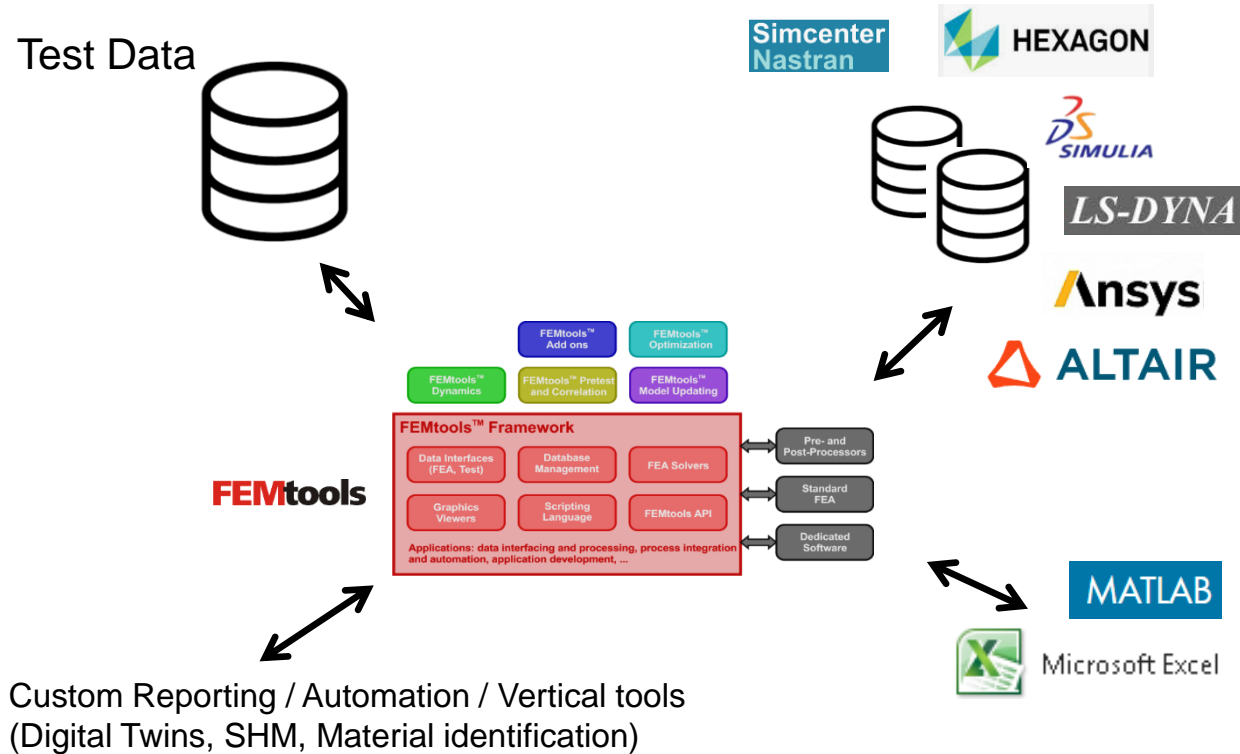 Test Data
Simcenter
Nastran
HEXAGON
DS
SIMULIA
LS-DYNA
Ansys
ALTAIR
FEMtools™
Add ons
FEMtools™
Optimization
FEMtools™
Dynamics
FEMtools™ Pretest
and Correlation
FEMtools™
Model Updating
FEMtools™ Framework
Data Interfaces
(FEA, Test)
Database
Management
FEA Solvers
Graphics
Viewers
Scripting
Language
FEMtools API
Applications: data interfacing and processing, process integration
and automation, application development, ...
Pre- and
Post-Processors
Standard
FEA
Dedicated
Software
FEMtools
MATLAB
Microsoft Excel
Custom Reporting / Automation / Vertical tools
(Digital Twins, SHM, Material identification)